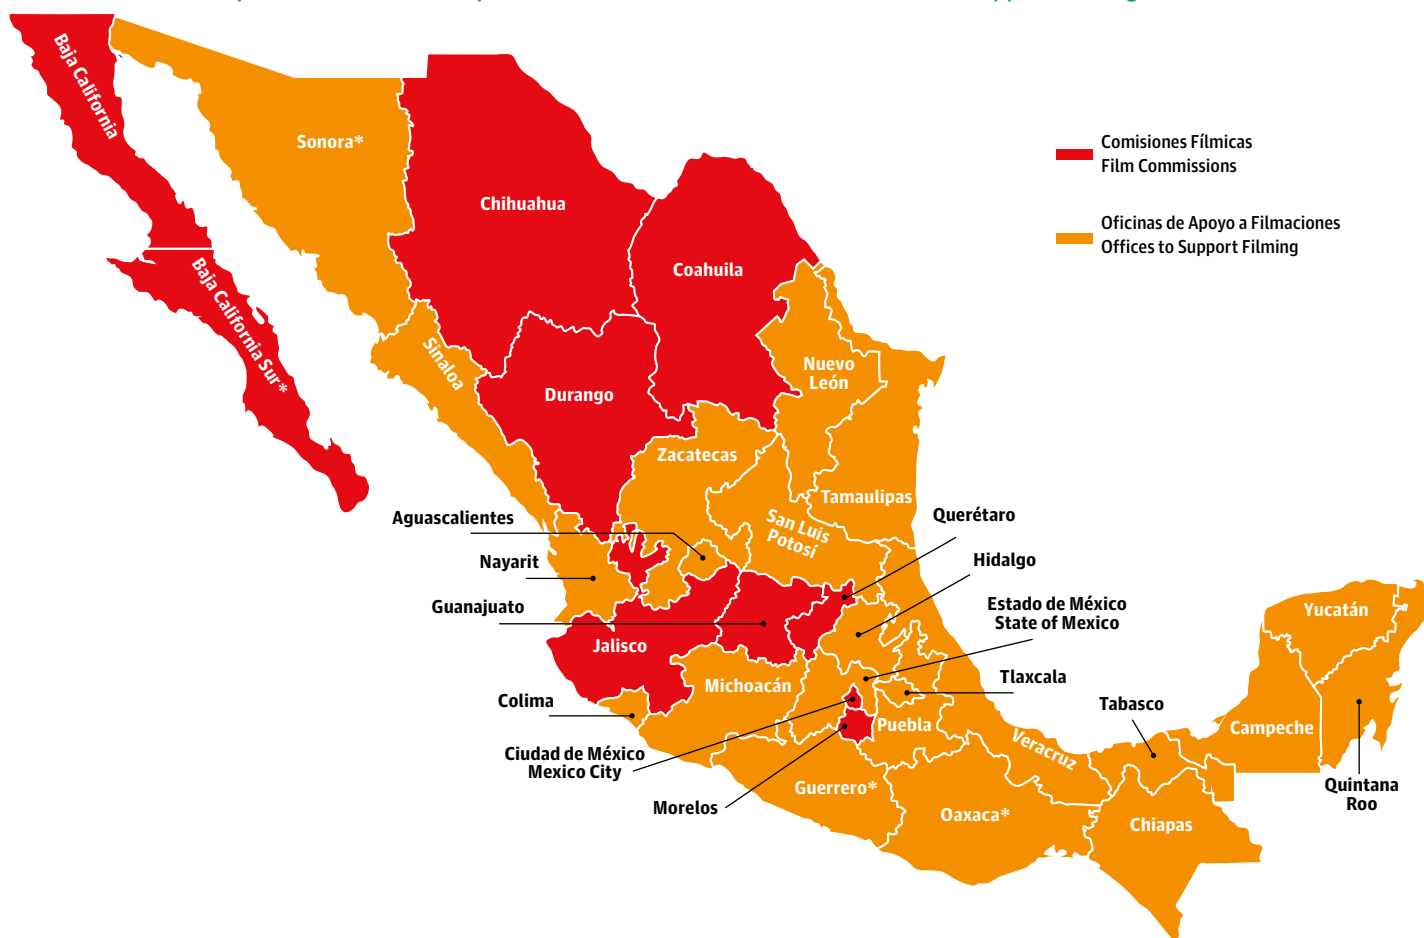 Baja California
Sonora*
Comisiones Fílmicas
Film Commissions
Chihuahua
Oficinas de Apoyo a Filmaciones
Offices to Support Filming
Coahuila
Baja California Sur*
Sinaloa
Nuevo
León
Durango
Zacatecas
Tamaulipas
Aguascalientes
San Luis
Potosí
Querétaro
Nayarit
Hidalgo
Guanajuato
Estado de México
State of Mexico
Yucatán
Jalisco
Michoacán
Tlaxcala
Colima
Tabasco
Puebla
Campeche
Ciudad de México
Mexico City
Veracruz
Guerrero*
Quintana
Roo
Morelos
Oaxaca*
Chiapas